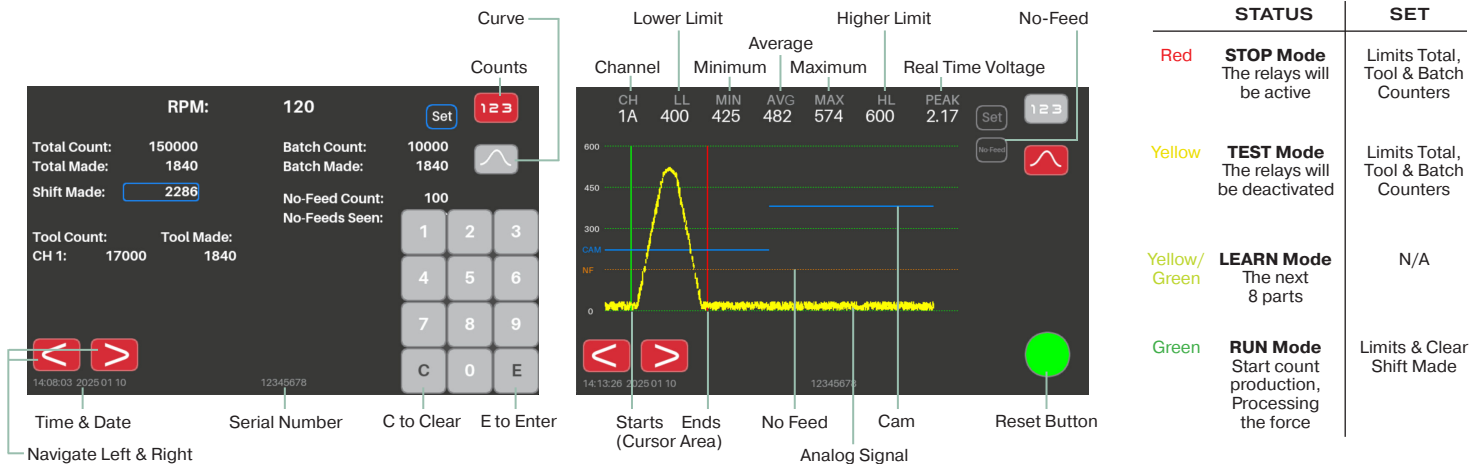 Curve
Counts
RPM: 120
Set
123
Total Count: 150000
Total Made: 1840
Shift Made: 2286
Batch Count: 10000
Batch Made: 1840
No-Feed Count: 100
No-Feeds Seen:
Tool Count: Tool Made:
CH 1: 17000 1840
1 2 3
4 5 6
7 8 9
C 0 E
< >
14:08:03 2025 01 10
12345678
Time & Date
Serial Number
C to Clear
E to Enter
Navigate Left & Right
Lower Limit
Higher Limit
No-Feed
Average
Channel
Minimum
Maximum
Real Time Voltage
CH LL MIN AVG MAX HL PEAK
1A 400 425 482 574 600 2.17
Set
123
No-Feed
600
450
300
CAM
NF
0
< >
14:13:26 2025 01 10
12345678
Starts Ends
(Cursor Area)
No Feed
Cam
Reset Button
Analog Signal
STATUS SET
Red
STOP Mode
The relays will
be active
Limits Total,
Tool & Batch
Counters
Yellow
TEST Mode
The relays will
be deactivated
Limits Total,
Tool & Batch
Counters
Yellow/
Green
LEARN Mode
The next
8 parts
N/A
Green
RUN Mode
Start count
production,
Processing
the force
Limits & Clear
Shift Made